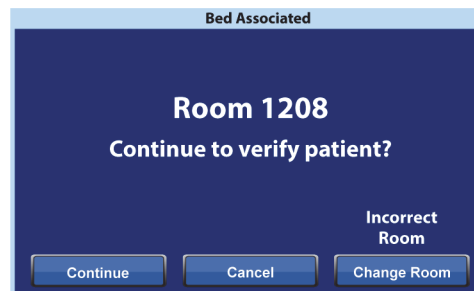 Bed Associated
Room 1208
Continue to verify patient?
Incorrect
Room
Continue
Cancel
Change Room